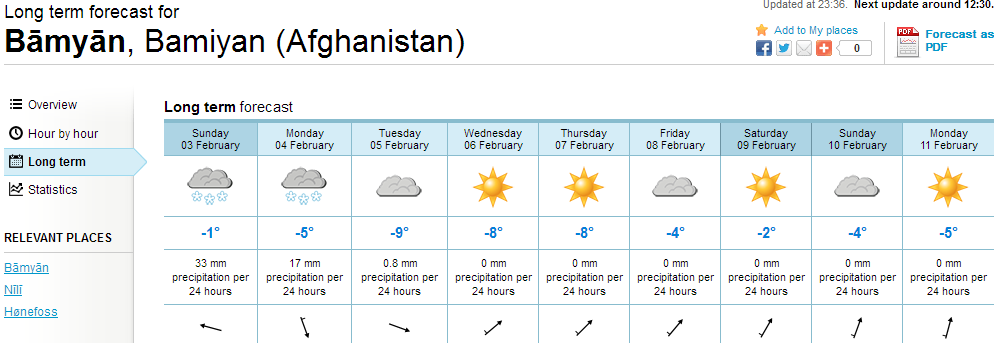 Long term forecast for
Updated at 23:36. Next update around 12:30.
Bāmyān, Bamiyan (Afghanistan)
Add to My places
0
PDF
Forecast as
PDF
Overview
Hour by hour
Long term
Statistics
RELEVANT PLACES
Bāmyān
Nīlī
Hønefoss
Long term forecast
Sunday Monday Tuesday Wednesday Thursday Friday Saturday Sunday Monday
03 February 04 February 05 February 06 February 07 February 08 February 09 February 10 February 11 February
-1° -5° -9° -8° -8° -4° -2° -4° -5°
33 mm 17 mm 0.8 mm 0 mm 0 mm 0 mm 0 mm 0 mm 0 mm
precipitation per precipitation per precipitation per precipitation per precipitation per precipitation per precipitation per precipitation per precipitation per
24 hours 24 hours 24 hours 24 hours 24 hours 24 hours 24 hours 24 hours 24 hours